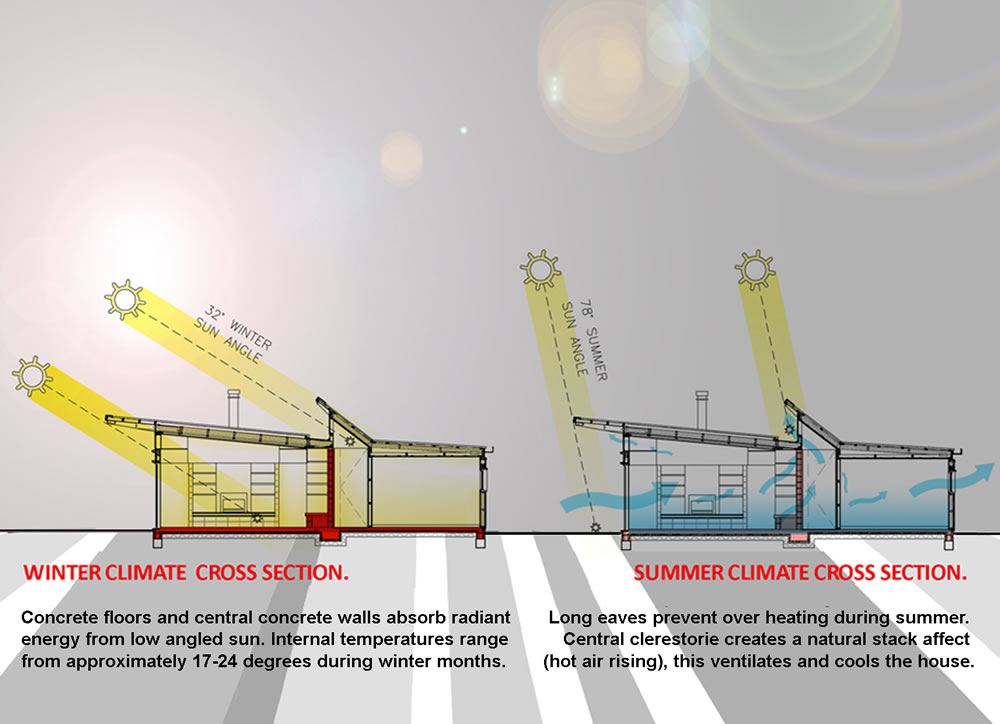 32° WINTER
SUN ANGLE
78° SUMMER
SUN ANGLE
WINTER CLIMATE CROSS SECTION.
Concrete floors and central concrete walls absorb radiant
energy from low angled sun. Internal temperatures range
from approximately 17-24 degrees during winter months.
SUMMER CLIMATE CROSS SECTION.
Long eaves prevent over heating during summer.
Central clerestorie creates a natural stack affect
(hot air rising), this ventilates and cools the house.